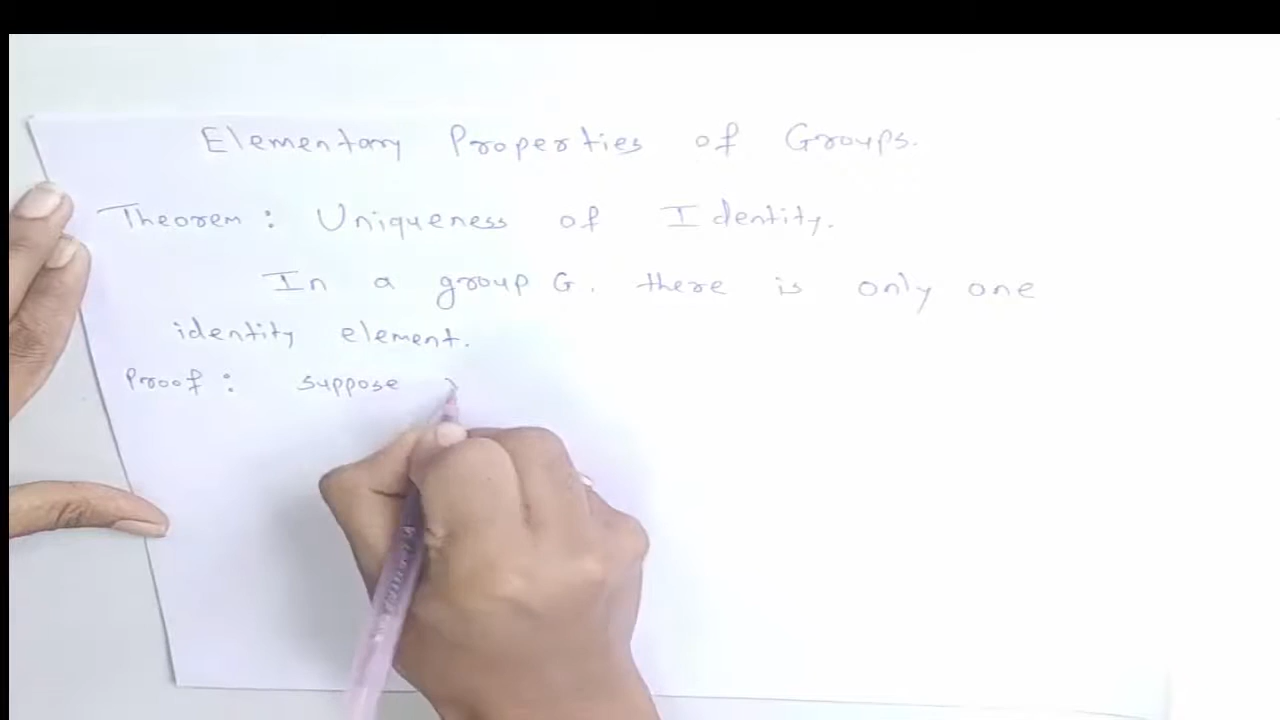 Elementary Properties of Groups.
Theorem: Uniqueness of Identity.
In a group G, there is only one
identity element.
Proof: suppose